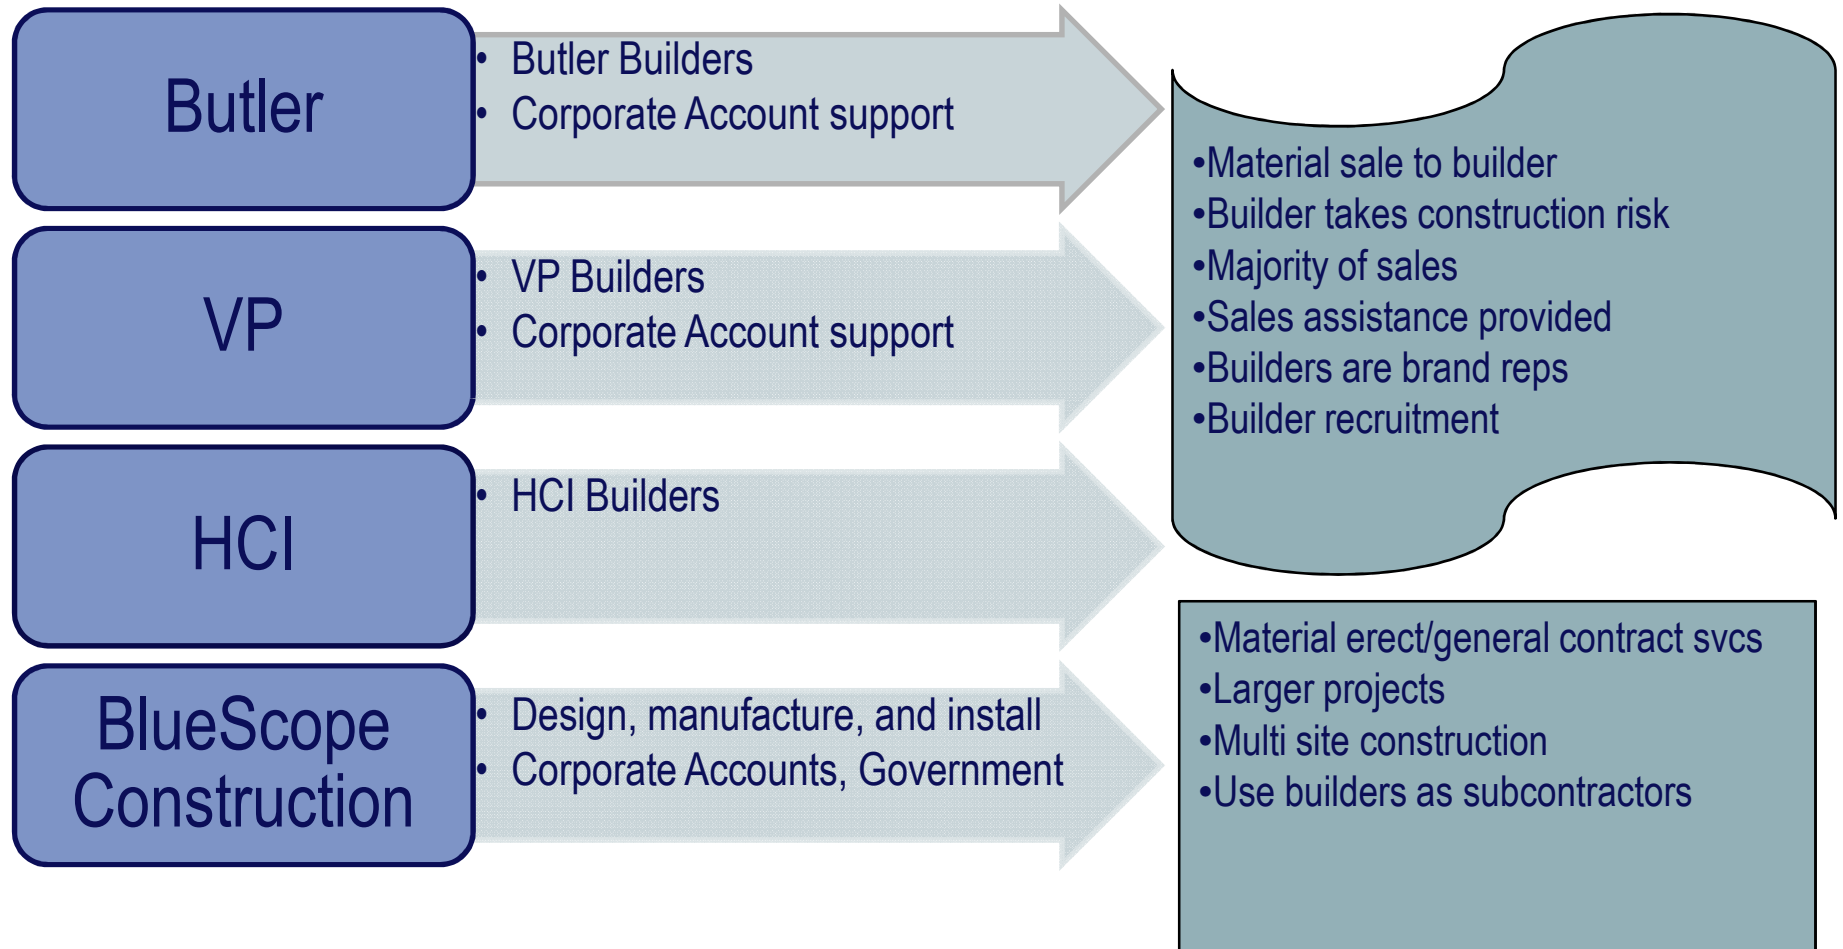 Butler
• Butler Builders
• Corporate Account support
VP
• VP Builders
• Corporate Account support
HCI
• HCI Builders
BlueScope
Construction
• Design, manufacture, and install
• Corporate Accounts, Government
•Material sale to builder
•Builder takes construction risk
•Majority of sales
•Sales assistance provided
•Builders are brand reps
•Builder recruitment
•Material erect/general contract svcs
•Larger projects
•Multi site construction
•Use builders as subcontractors